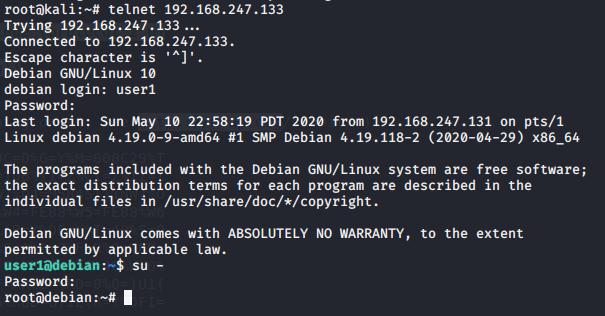 root@kali:~# telnet 192.168.247.133
Trying 192.168.247.133...
Connected to 192.168.247.133.
Escape character is '^]'.
Debian GNU/Linux 10
debian login: user1
Password:
Last login: Sun May 10 22:58:19 PDT 2020 from 192.168.247.131 on pts/1
Linux debian 4.19.0-9-amd64 #1 SMP Debian 4.19.118-2 (2020-04-29) x86_64

The programs included with the Debian GNU/Linux system are free software;
the exact distribution terms for each program are described in the
individual files in /usr/share/doc/*/copyright.

Debian GNU/Linux comes with ABSOLUTELY NO WARRANTY, to the extent
permitted by applicable law.
user1@debian:~$ su -
Password:
root@debian:~#